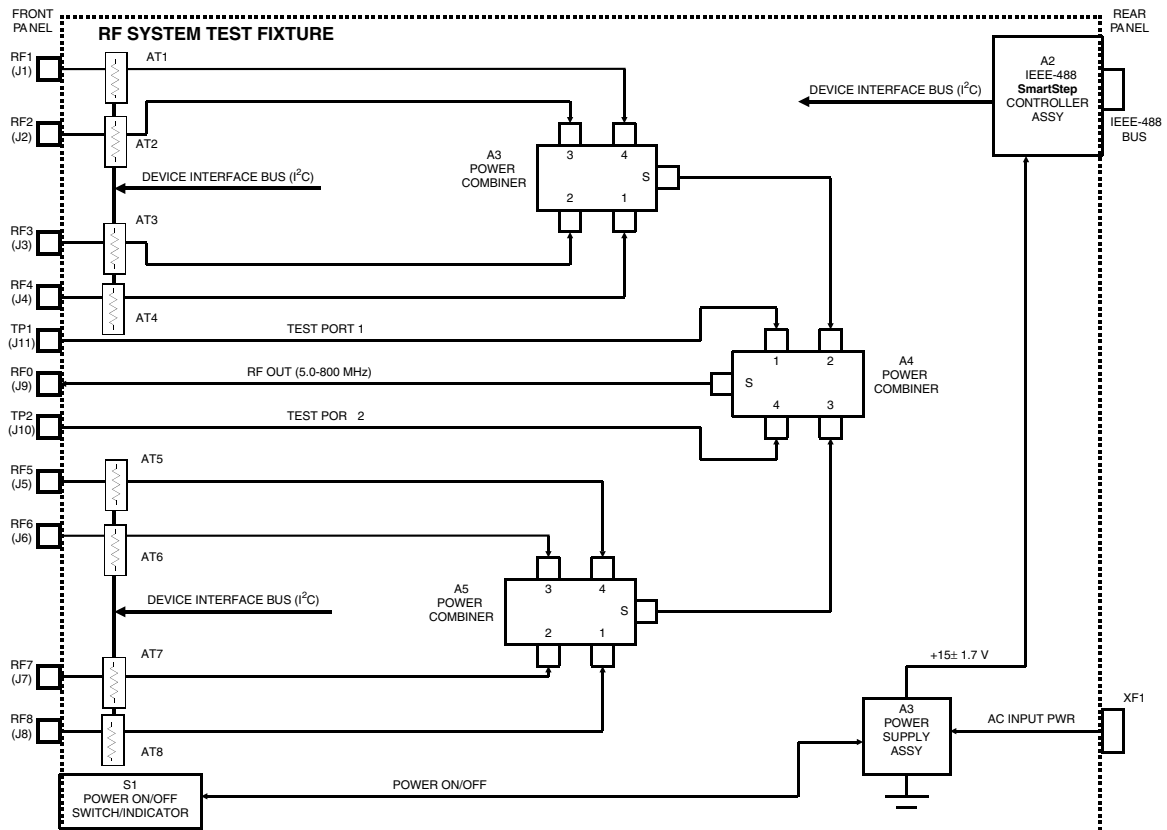 FRONT
PANEL
RF SYSTEM TEST FIXTURE
REAR
PANEL
RF1
(J1)
AT1
A2
IEEE-488
SmartStep
CONTROLLER
ASSY
DEVICE INTERFACE BUS (I²C)
IEEE-488
BUS
RF2
(J2)
AT2
A3
POWER
COMBINER
3
4
S
2
1
DEVICE INTERFACE BUS (I²C)
RF3
(J3)
AT3
RF4
(J4)
AT4
TP1
(J11)
TEST PORT 1
1
2
S
4
3
A4
POWER
COMBINER
RF0
(J9)
RF OUT (5.0-800 MHz)
TP2
(J10)
TEST POR 2
RF5
(J5)
AT5
RF6
(J6)
AT6
A5
POWER
COMBINER
3
4
S
2
1
DEVICE INTERFACE BUS (I²C)
RF7
(J7)
AT7
+15± 1.7 V
RF8
(J8)
AT8
A3
POWER
SUPPLY
ASSY
AC INPUT PWR
XF1
S1
POWER ON/OFF
SWITCH/INDICATOR
POWER ON/OFF